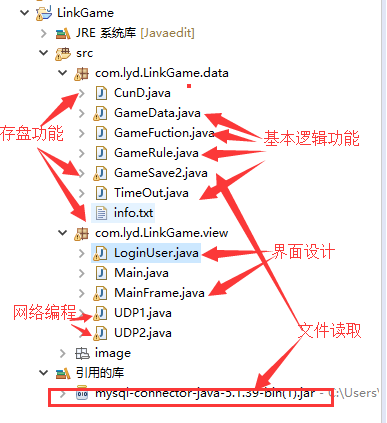 LinkGame
JRE 系统库 [Javaedit]
src
com.lyd.LinkGame.data
CunD.java
GameData.java
存盘功能
GameFuction.java
基本逻辑功能
GameRule.java
GameSave2.java
TimeOut.java
info.txt
com.lyd.LinkGame.view
LoginUser.java
界面设计
Main.java
MainFrame.java
网络编程
UDP1.java
UDP2.java
文件读取
image
引用的库
mysql-connector-java-5.1.39-bin(1).jar - C:\Users\